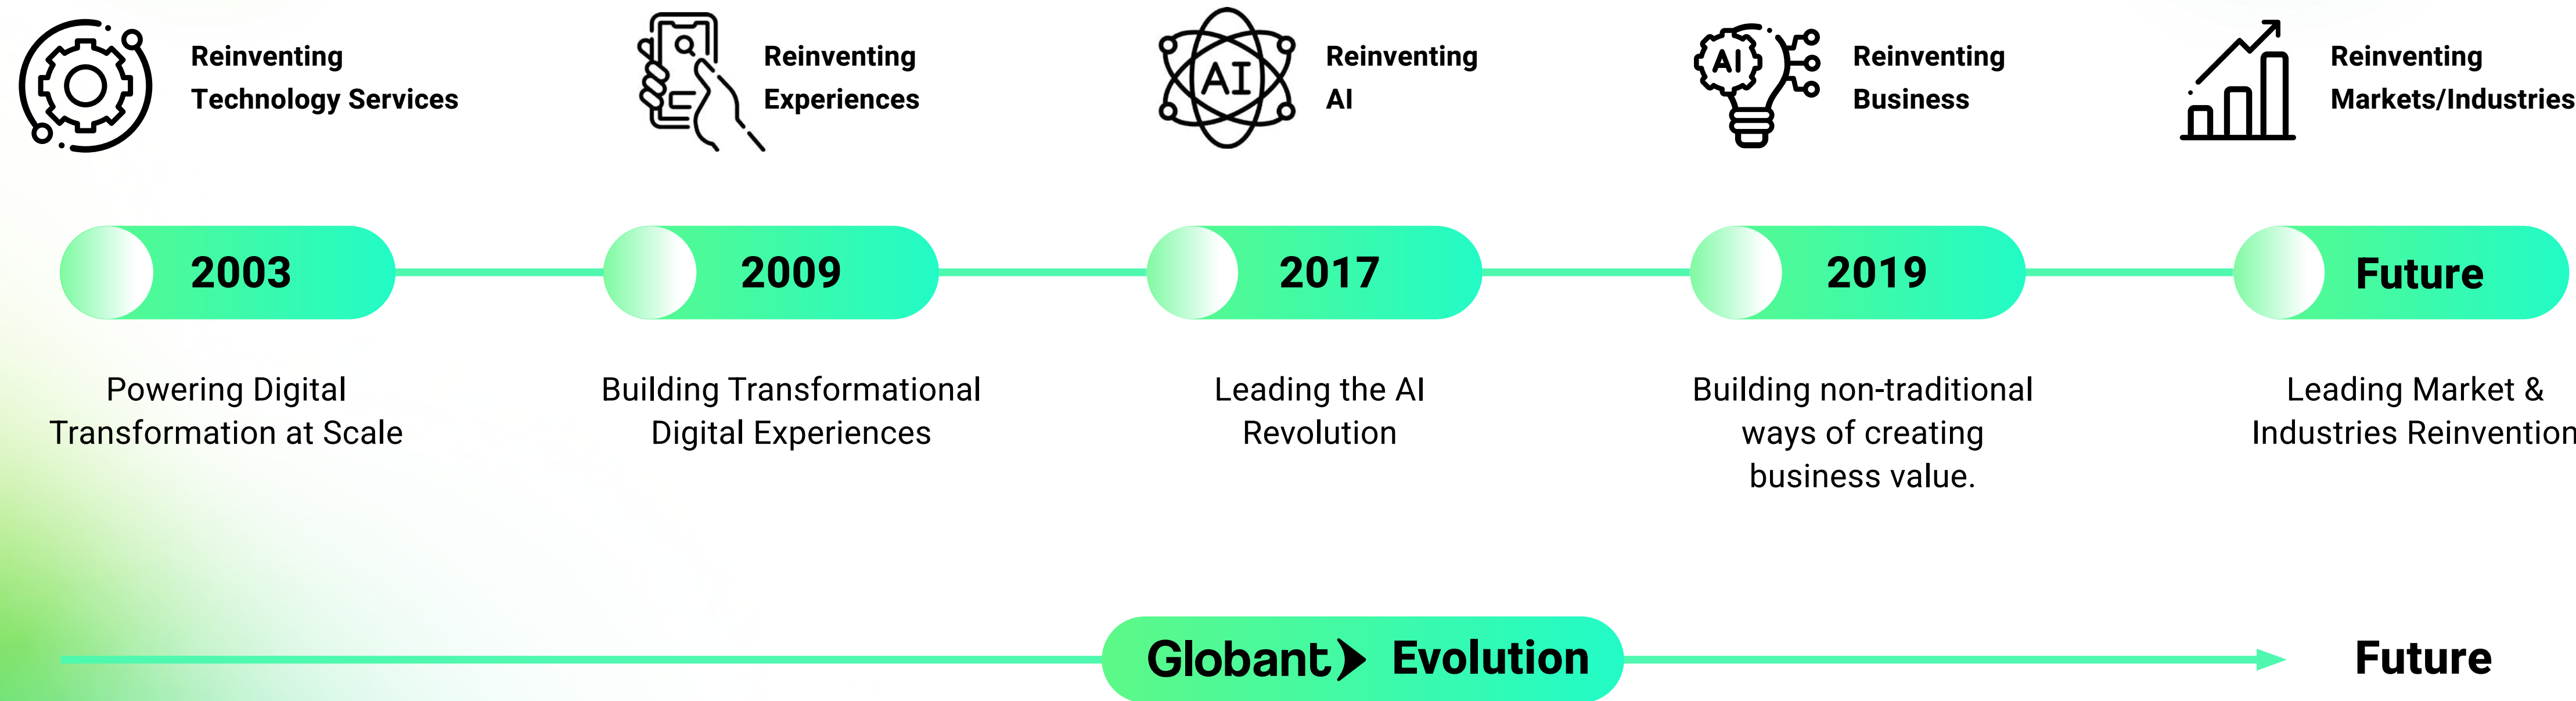 Reinventing
Technology Services
Reinventing
Experiences
AI
Reinventing
AI
AI
Reinventing
Business
Reinventing
Markets/Industries
2003
2009
2017
2019
Future
Powering Digital
Transformation at Scale
Building Transformational
Digital Experiences
Leading the AI
Revolution
Building non-traditional
ways of creating
business value.
Leading Market &
Industries Reinvention
Globant Evolution
Future